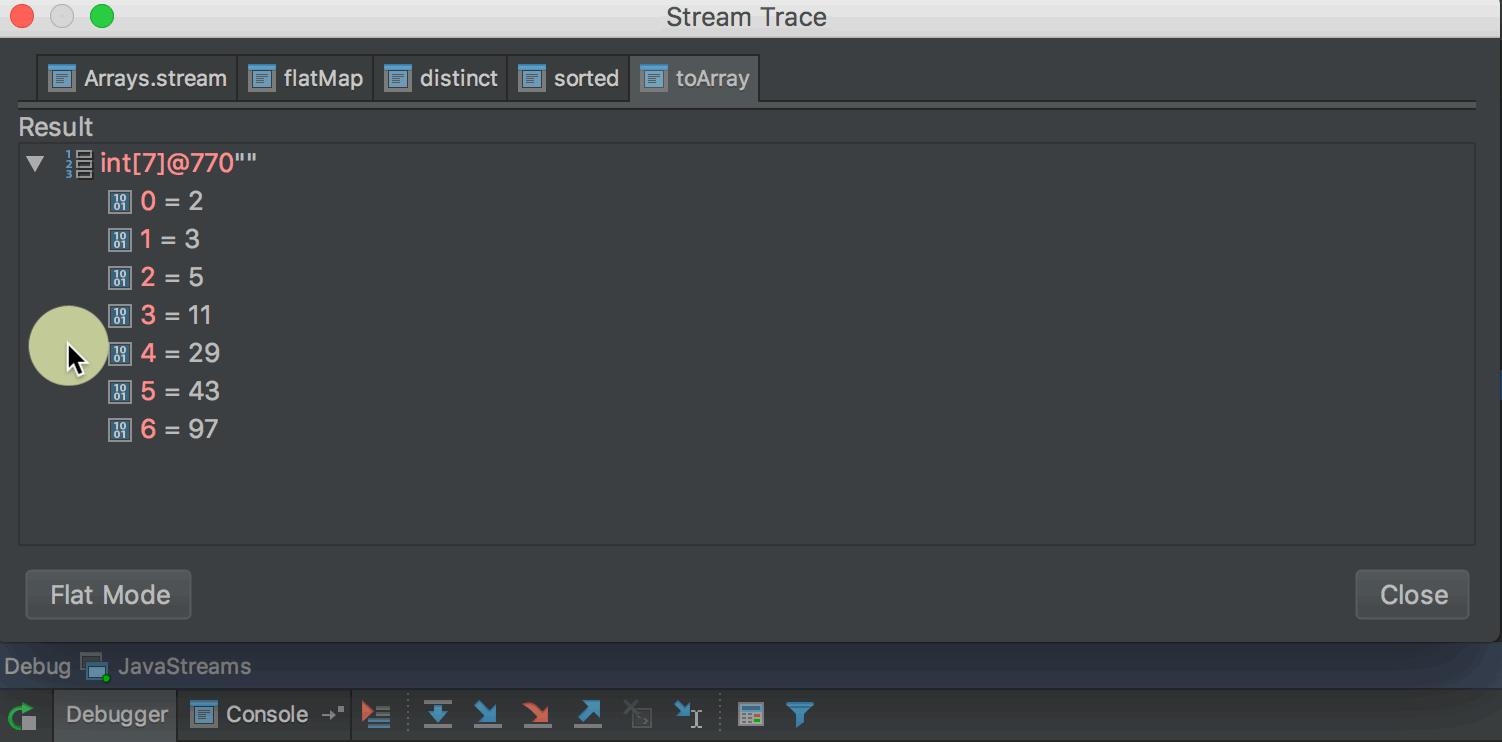 Stream Trace
Arrays.stream flatMap distinct sorted toArray
Result
int[7]@770""
0 = 2
1 = 3
2 = 5
3 = 11
4 = 29
5 = 43
6 = 97
Flat Mode Close
Debug JavaStreams
Debugger Console